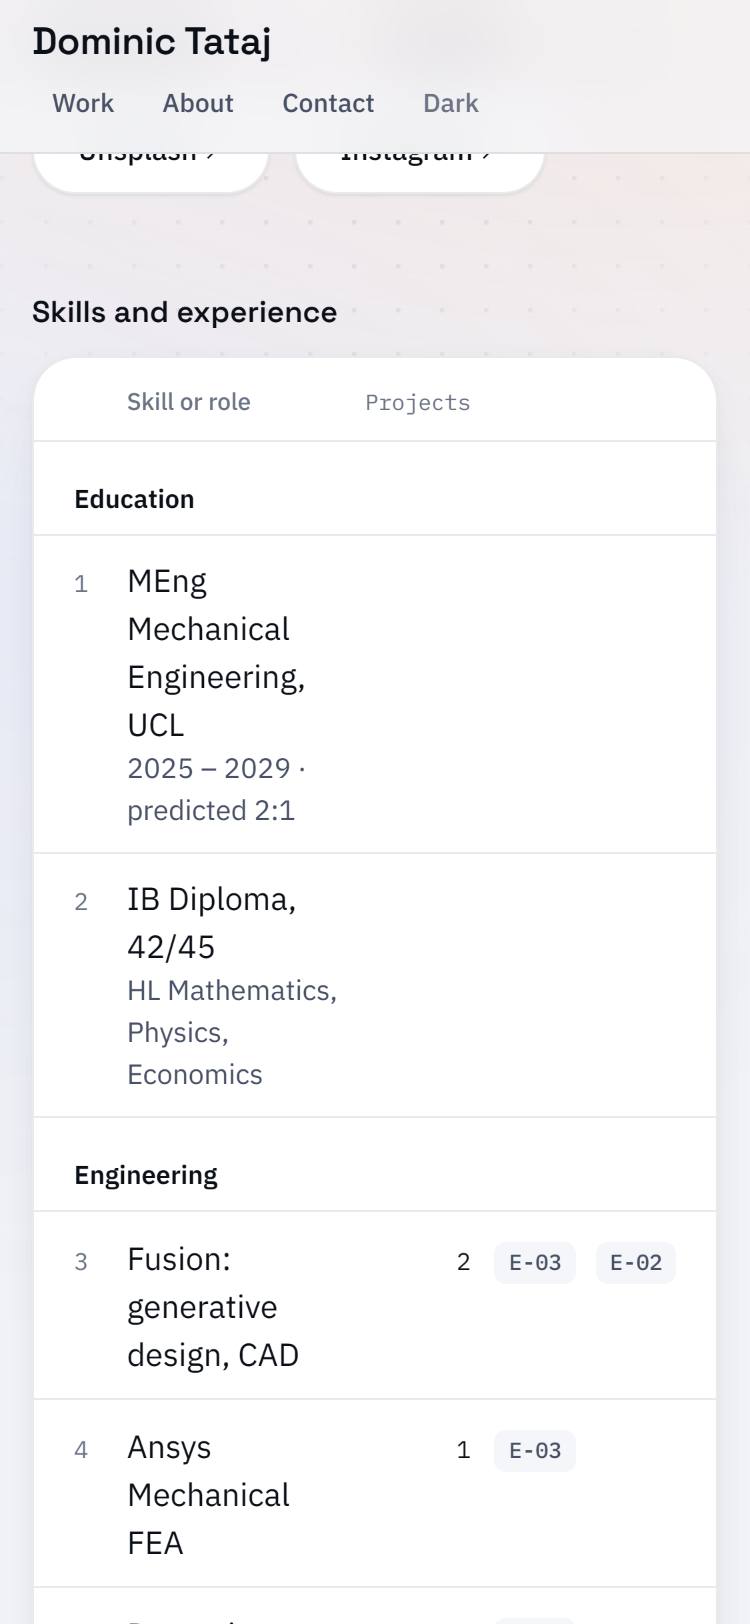 Dominic Tataj
Work About Contact Dark
Unsplash Instagram
Skills and experience
Skill or role Projects
Education
1 MEng
Mechanical
Engineering,
UCL
2025 – 2029 ·
predicted 2:1
2 IB Diploma,
42/45
HL Mathematics,
Physics,
Economics
Engineering
3 Fusion: 2 E-03 E-02
generative
design, CAD
4 Ansys 1 E-03
Mechanical
FEA